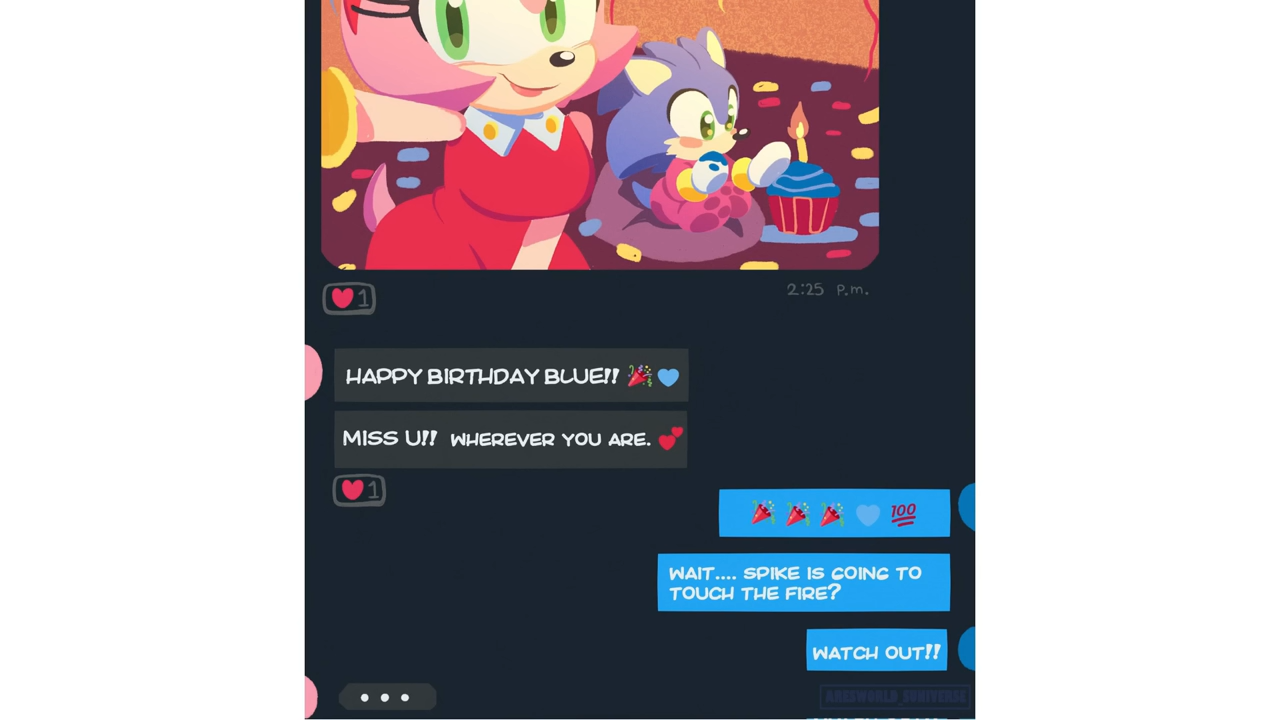 1
2:25 P.M.
HAPPY BIRTHDAY BLUE!! 🎉💙
MISS U!! WHEREVER YOU ARE. 💕
1
🎉🎉🎉💙💯
WAIT.... SPIKE IS GOING TO
TOUCH THE FIRE?
WATCH OUT!!
...
ARESWORLD_SUNIVERSE